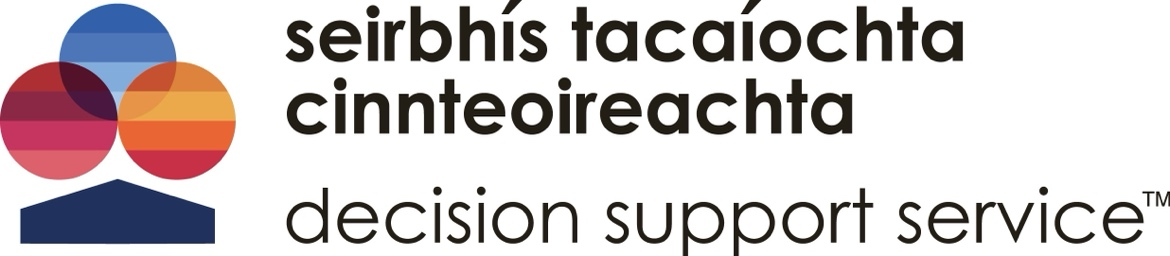 seirbhís tacaíochta
cinnteoireachta
decision support service™